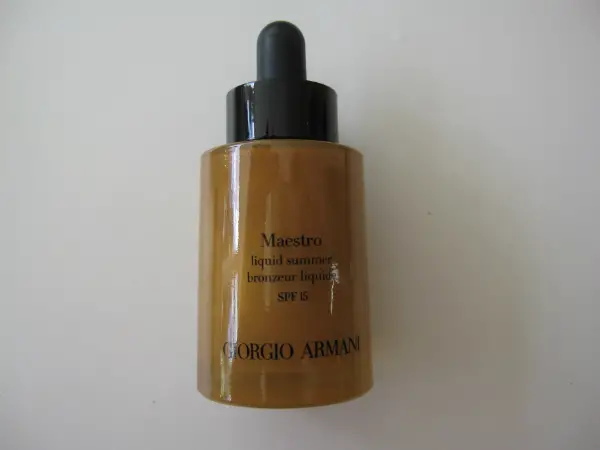 Maestro
liquid summer
bronzeur liquide
SPF 15
GIORGIO ARMANI